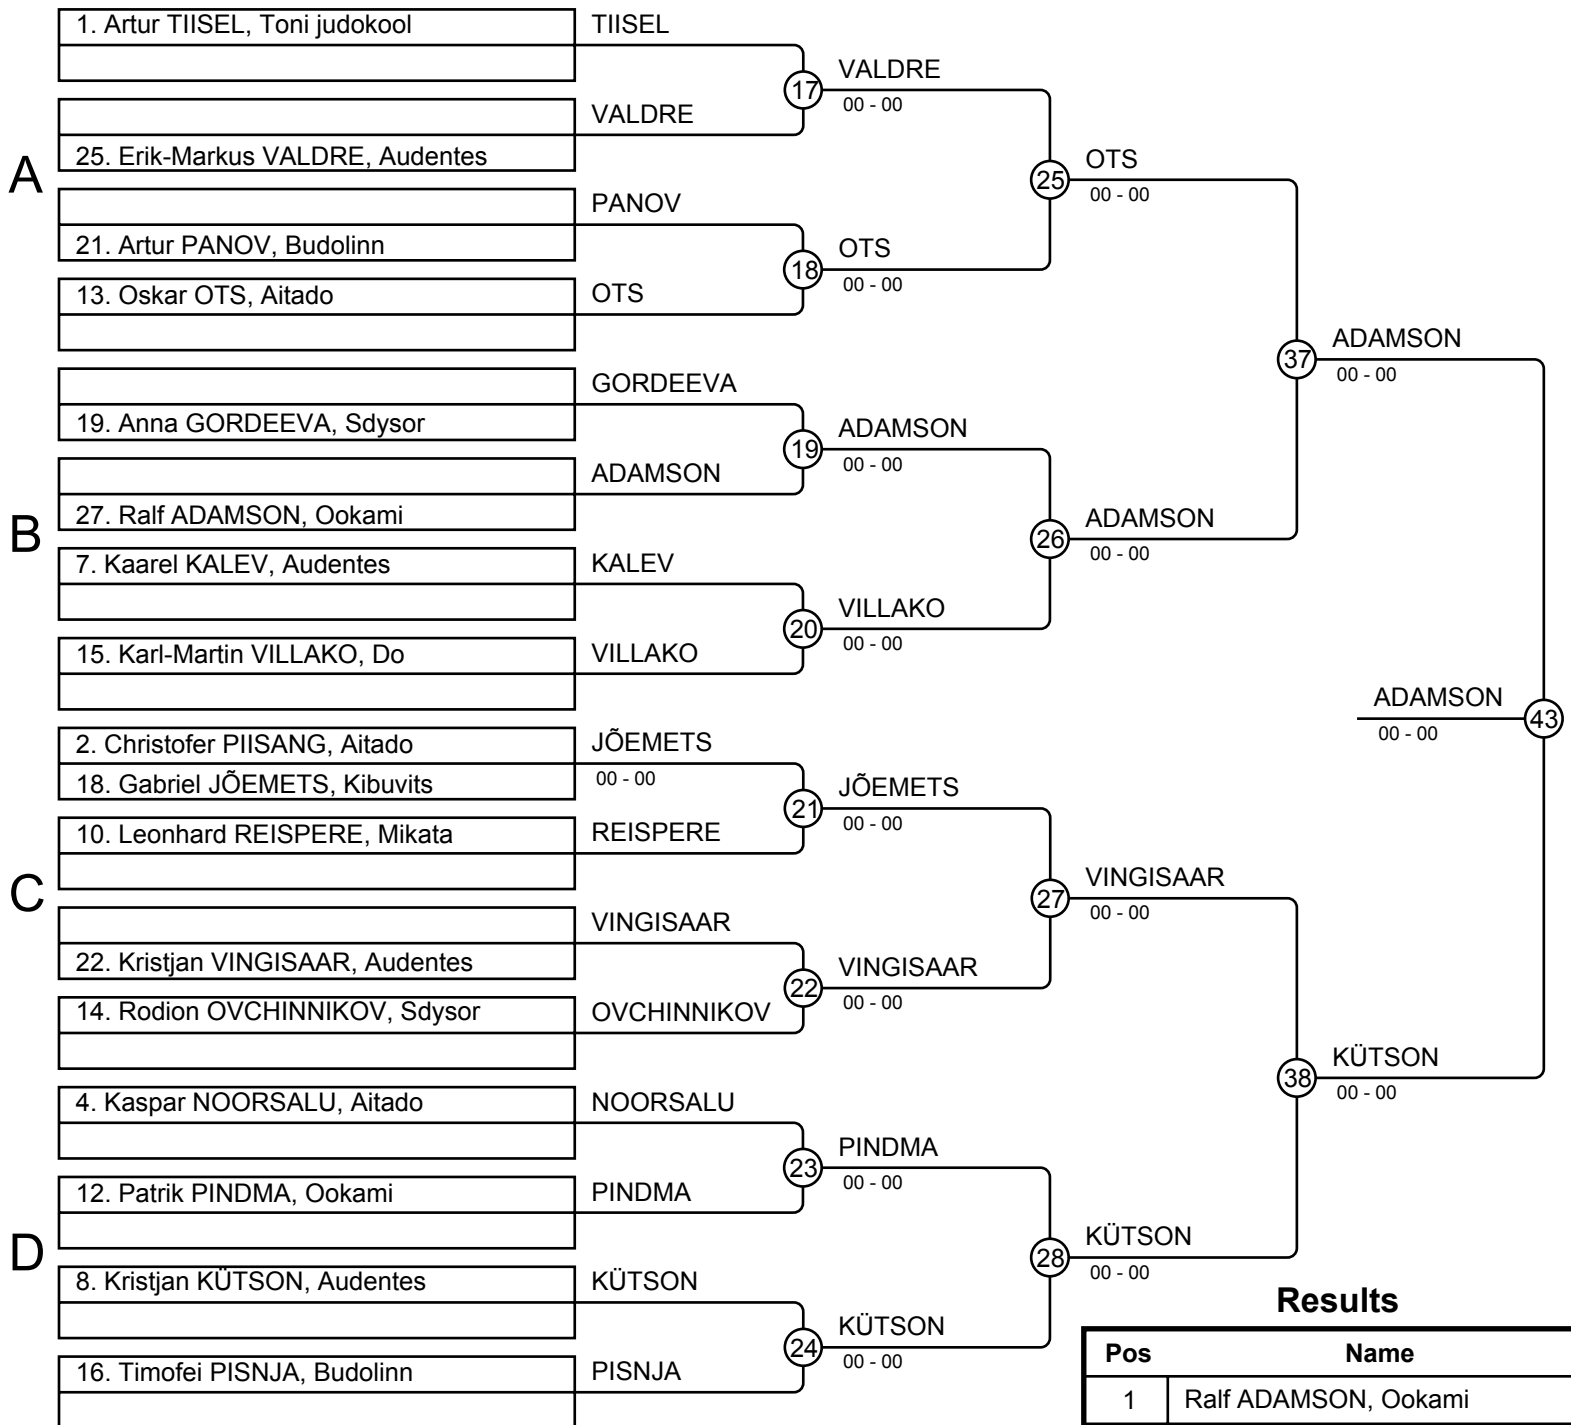 1. Artur TIISEL, Toni judokool
TIISEL
17
VALDRE
00 - 00
VALDRE
25. Erik-Markus VALDRE, Audentes
A
25
OTS
00 - 00
PANOV
21. Artur PANOV, Budolinn
18
OTS
00 - 00
13. Oskar OTS, Aitado
OTS
37
ADAMSON
00 - 00
GORDEEVA
19. Anna GORDEEVA, Sdysor
19
ADAMSON
00 - 00
ADAMSON
27. Ralf ADAMSON, Ookami
B
26
ADAMSON
00 - 00
7. Kaarel KALEV, Audentes
KALEV
20
VILLAKO
00 - 00
15. Karl-Martin VILLAKO, Do
VILLAKO
ADAMSON
43
00 - 00
2. Christofer PIISANG, Aitado
JÕEMETS
18. Gabriel JÕEMETS, Kibuvits
00 - 00
21
JÕEMETS
00 - 00
10. Leonhard REISPERE, Mikata
REISPERE
C
27
VINGISAAR
00 - 00
VINGISAAR
22. Kristjan VINGISAAR, Audentes
22
VINGISAAR
00 - 00
14. Rodion OVCHINNIKOV, Sdysor
OVCHINNIKOV
38
KÜTSON
00 - 00
4. Kaspar NOORSALU, Aitado
NOORSALU
23
PINDMA
00 - 00
12. Patrik PINDMA, Ookami
PINDMA
D
28
KÜTSON
00 - 00
8. Kristjan KÜTSON, Audentes
KÜTSON
24
KÜTSON
00 - 00
16. Timofei PISNJA, Budolinn
PISNJA
Results
Pos Name
1 Ralf ADAMSON, Ookami